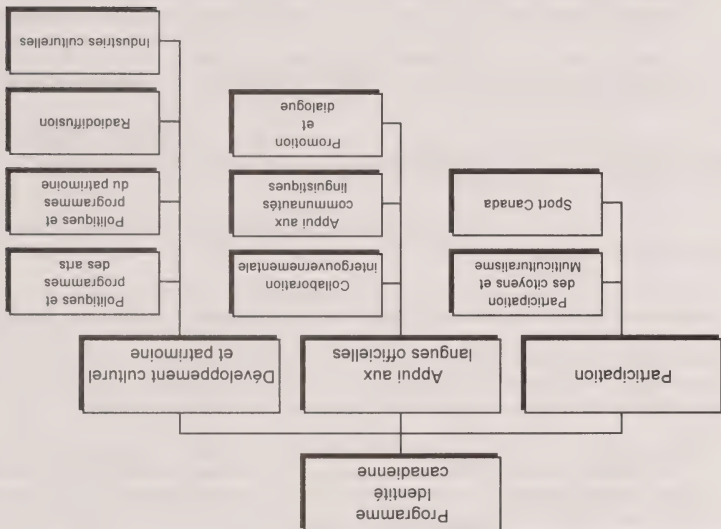 Programme
Identité
canadienne
Participation
Appui aux
langues officielles
Développement culturel
et patrimoine
Participation
des citoyens et
Multiculturalisme
Sport Canada
Collaboration
intergouvernementale
Appui aux
communautés
linguistiques
Promotion
et
dialogue
Politiques et
programmes
des arts
Politiques et
programmes
du patrimoine
Radiodiffusion
Industries culturelles